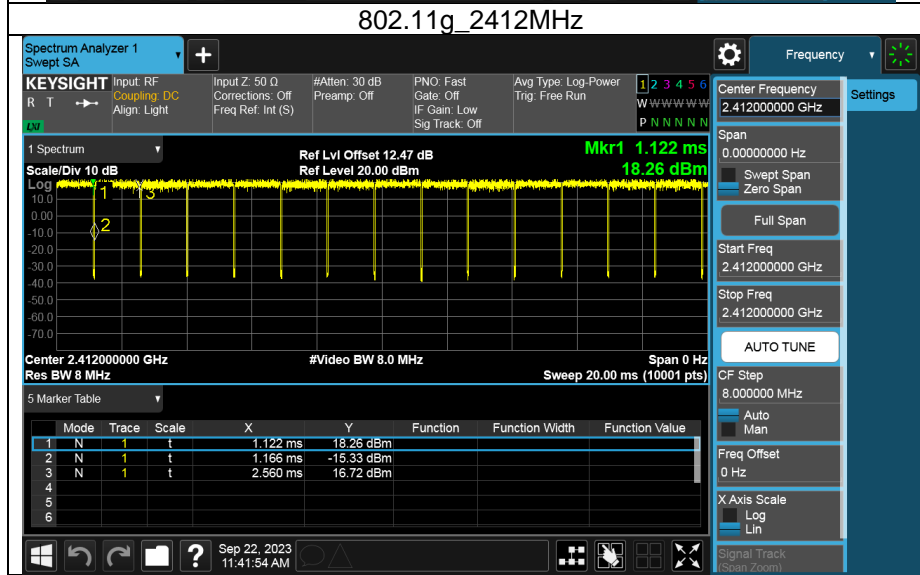 802.11g_2412MHz
Spectrum Analyzer 1
Swept SA
+
Frequency
KEYSIGHT
R T
LXI
Input: RF
Coupling: DC
Align: Light
Input Z: 50 Ω
Corrections: Off
Freq Ref: Int (S)
#Atten: 30 dB
Preamp: Off
PNO: Fast
Gate: Off
IF Gain: Low
Sig Track: Off
Avg Type: Log-Power
Trig: Free Run
1 2 3 4 5 6
W W W W W W
P N N N N N
1 Spectrum
Scale/Div 10 dB
Ref Lvl Offset 12.47 dB
Ref Level 20.00 dBm
Mkr1 1.122 ms
18.26 dBm
Log
10.0
0.00
-10.0
-20.0
-30.0
-40.0
-50.0
-60.0
-70.0
1
2
3
Center 2.412000000 GHz
#Video BW 8.0 MHz
Span 0 Hz
Res BW 8 MHz
Sweep 20.00 ms (10001 pts)
5 Marker Table
Mode Trace Scale X Y Function Function Width Function Value
1 N 1 t 1.122 ms 18.26 dBm
2 N 1 t 1.166 ms -15.33 dBm
3 N 1 t 2.560 ms 16.72 dBm
4
5
6
?
Sep 22, 2023
11:41:54 AM
Center Frequency
2.412000000 GHz
Settings
Span
0.00000000 Hz
Swept Span
Zero Span
Full Span
Start Freq
2.412000000 GHz
Stop Freq
2.412000000 GHz
AUTO TUNE
CF Step
8.000000 MHz
Auto
Man
Freq Offset
0 Hz
X Axis Scale
Log
Lin
Signal Track
(Span Zoom)